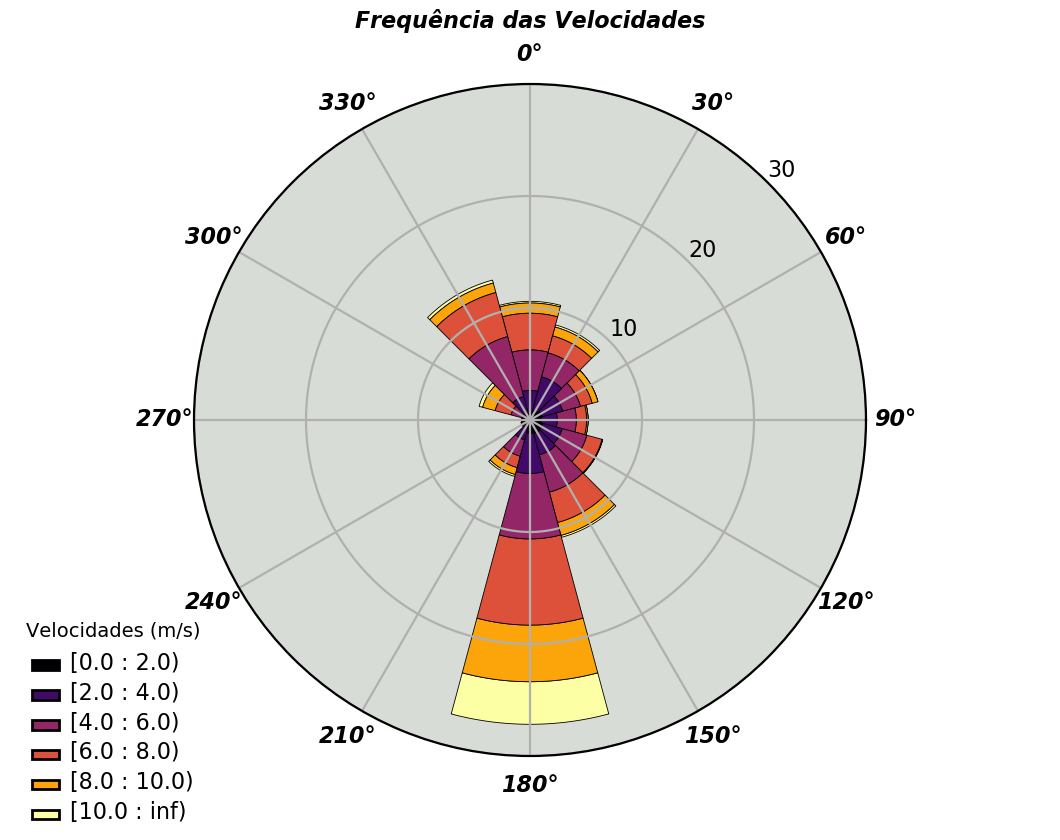 Frequência das Velocidades
0°
330°
30°
30
300°
60°
20
10
270°
90°
240°
120°
Velocidades (m/s)
[0.0 : 2.0)
[2.0 : 4.0)
[4.0 : 6.0)
[6.0 : 8.0)
[8.0 : 10.0)
[10.0 : inf)
210°
150°
180°